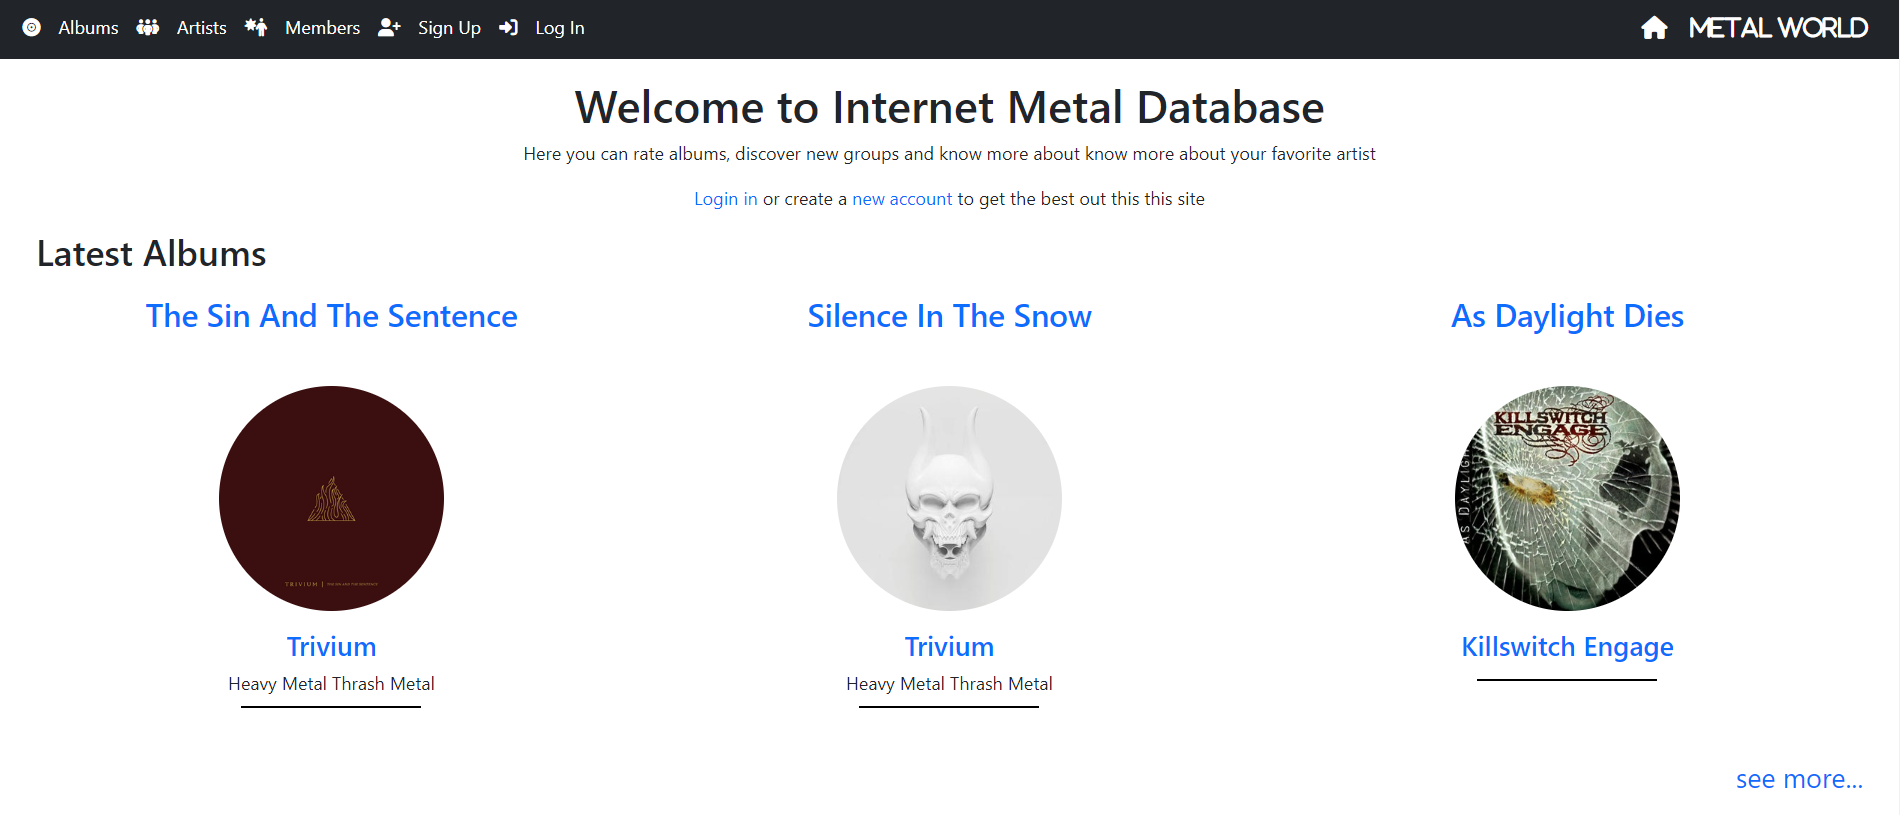 Albums Artists Members Sign Up Log In METAL WORLD
Welcome to Internet Metal Database
Here you can rate albums, discover new groups and know more about know more about your favorite artist
Login in or create a new account to get the best out this this site
Latest Albums
The Sin And The Sentence
Silence In The Snow
As Daylight Dies
TRIVIUM | THE SIN AND THE SENTENCE
KILLSWITCH
ENGAGE
AS DAYLIGH
Trivium
Heavy Metal Thrash Metal
Trivium
Heavy Metal Thrash Metal
Killswitch Engage
see more...